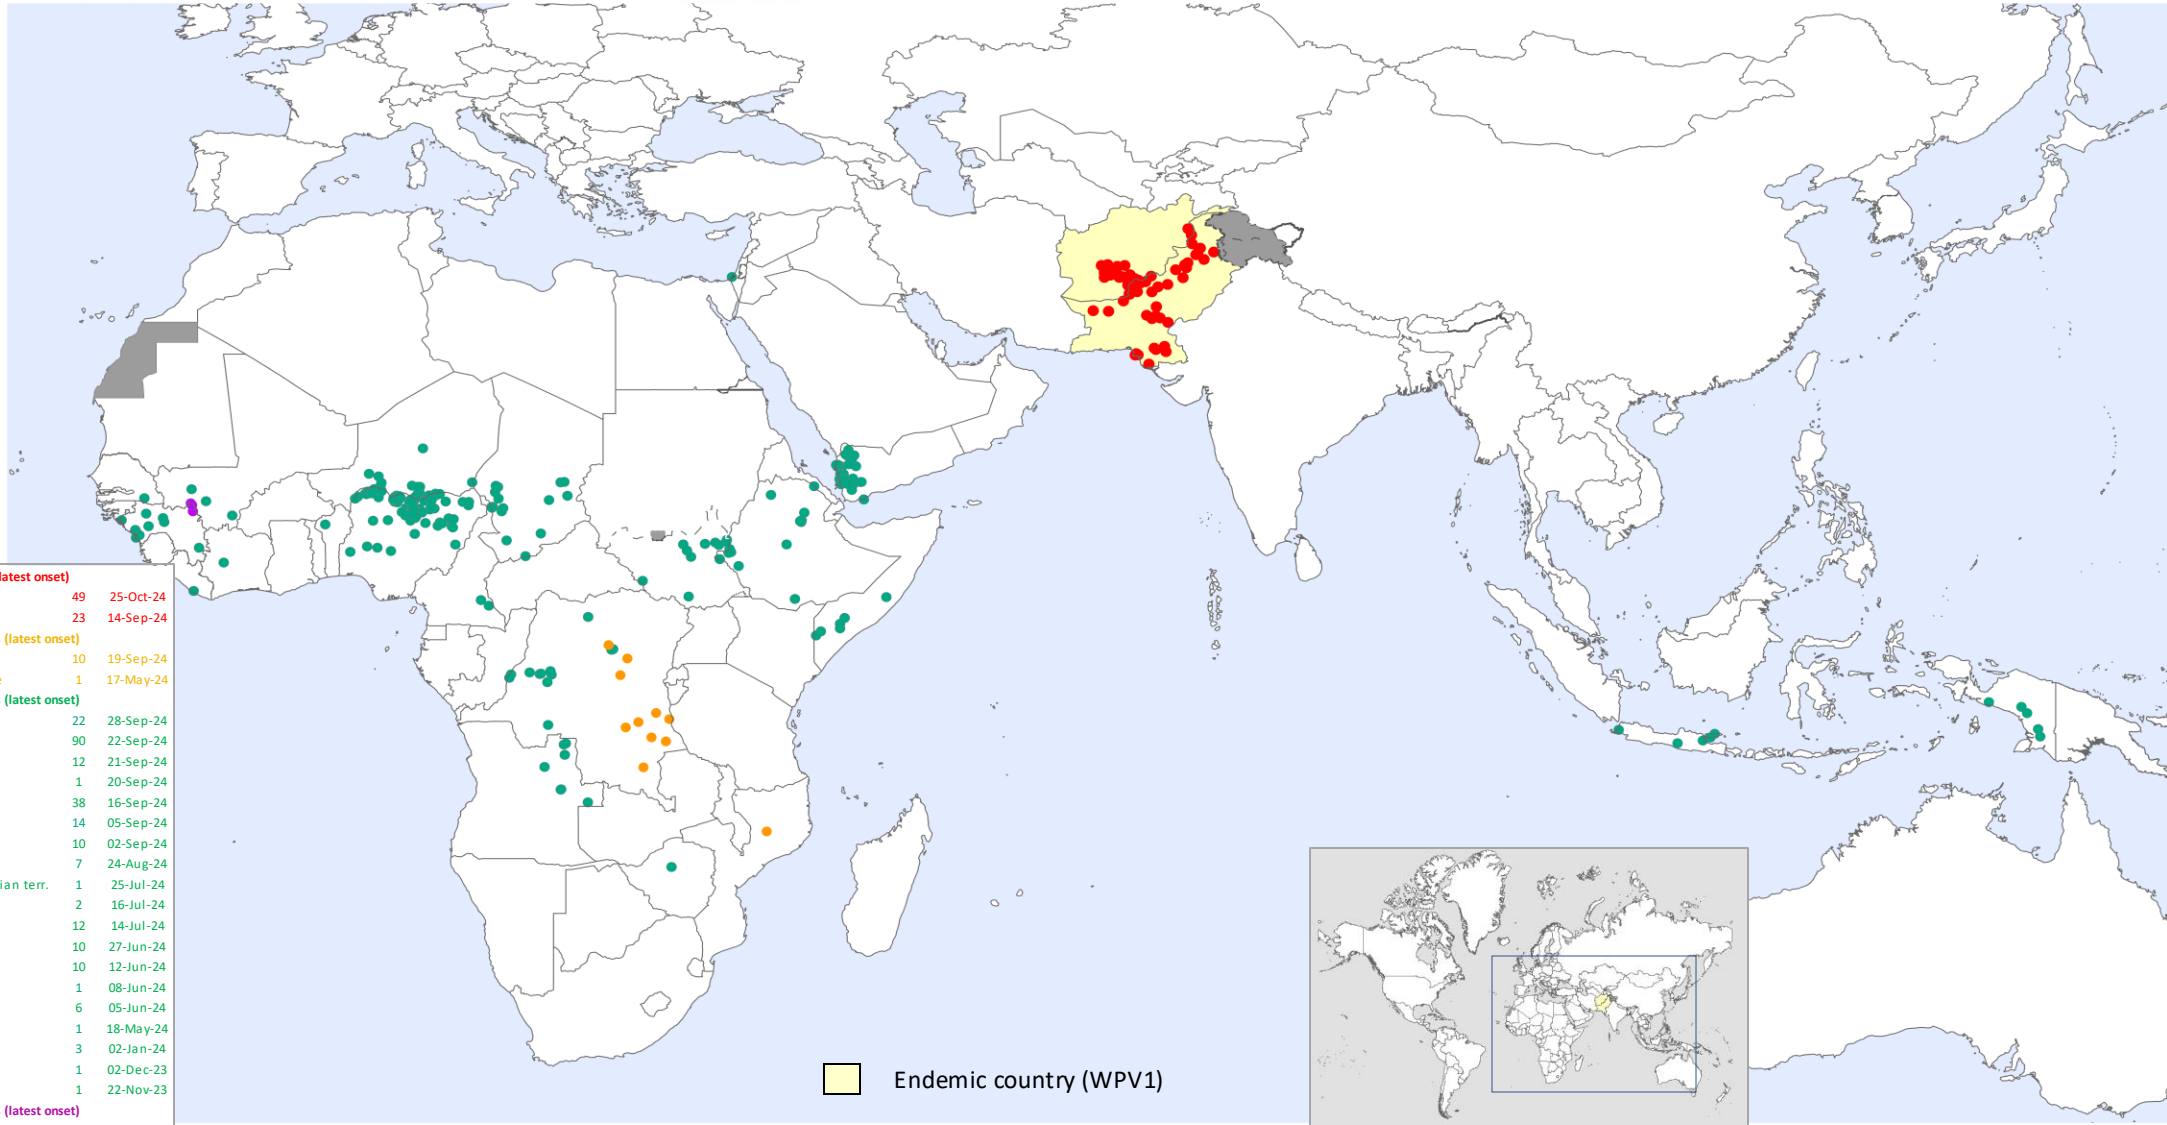 latest onset)
49 25-Oct-24
23 14-Sep-24
(latest onset)
10 19-Sep-24
1 17-May-24
(latest onset)
22 28-Sep-24
90 22-Sep-24
12 21-Sep-24
1 20-Sep-24
38 16-Sep-24
14 05-Sep-24
10 02-Sep-24
7 24-Aug-24
ian terr. 1 25-Jul-24
2 16-Jul-24
12 14-Jul-24
10 27-Jun-24
10 12-Jun-24
1 08-Jun-24
6 05-Jun-24
1 18-May-24
3 02-Jan-24
1 02-Dec-23
1 22-Nov-23
(latest onset)
Endemic country (WPV1)